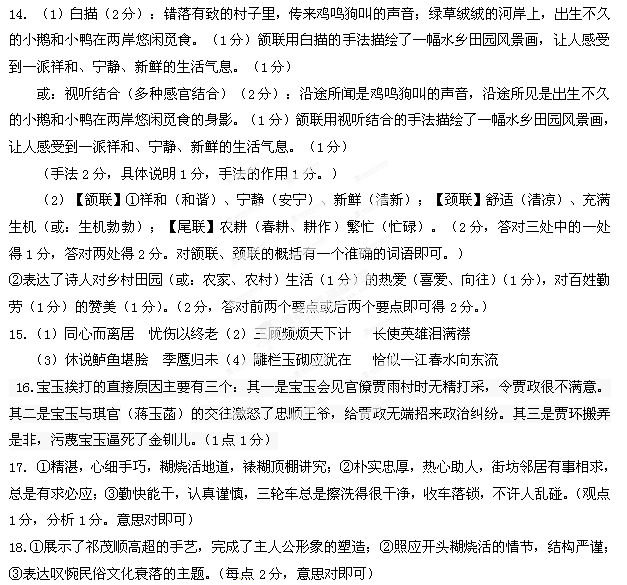 14. （1）白描（2分）：错落有致的村子里，传来鸡鸣狗叫的声音；绿草绒绒的河岸上，出生不久
的小鹅和小鸭在两岸悠闲觅食。（1分）颔联用白描的手法描绘了一幅水乡田园风景画，让人感受
到一派祥和、宁静、新鲜的生活气息。（1分）
或：视听结合（多种感官结合）（2分）：沿途所闻是鸡鸣狗叫的声音，沿途所见是出生不久
的小鹅和小鸭在两岸悠闲觅食的身影。（1分）颔联用视听结合的手法描绘了一幅水乡田园风景画，
让人感受到一派祥和、宁静、新鲜的生活气息。（1分）
（手法2分，具体说明1分，手法的作用1分。）
（2）【颔联】①祥和（和谐）、宁静（安宁）、新鲜（清新）；【颈联】舒适（清凉）、充满
生机（或：生机勃勃）；【尾联】农耕（春耕、耕作）繁忙（忙碌）。（2分，答对三处中的一处
得1分，答对两处得2分。对颔联、颈联的概括有一个准确的词语即可。）
②表达了诗人对乡村田园（或：农家、农村）生活（1分）的热爱（喜爱、向往）（1分），对百姓勤
劳（1分）的赞美（1分）。（2分，答对前两个要点或后两个要点即可得2分。）
15. （1）同心而离居 忧伤以终老（2）三顾频烦天下计 长使英雄泪满襟
（3）休说鲈鱼堪脍 季鹰归未（4）雕栏玉砌应犹在 恰似一江春水向东流
16.宝玉挨打的直接原因主要有三个：其一是宝玉会见官僚贾雨村时无精打采，令贾政很不满意。
其二是宝玉与琪官（蒋玉菡）的交往激怒了忠顺王爷，给贾政无端招来政治纠纷。其三是贾环搬弄
是非，污蔑宝玉逼死了金钏儿。（1点1分）
17. ①精湛，心细手巧，糊烧活地道，裱糊顶棚讲究；②朴实忠厚，热心助人，街坊邻居有事相求，
总是有求必应；③勤快能干，认真谨慎，三轮车总是擦洗得很干净，收车落锁，不许人乱碰。（观点
1分，分析1分。意思对即可）
18.①展示了祁茂顺高超的手艺，完成了主人公形象的塑造；②照应开头糊烧活的情节，结构严谨；
③表达叹惋民俗文化衰落的主题。（每点2分，意思对即可）